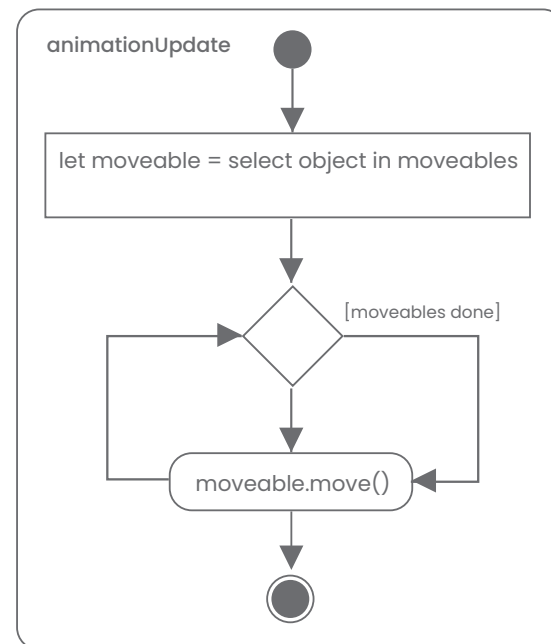 animationUpdate
let moveable = select object in moveables
[moveables done]
moveable.move()